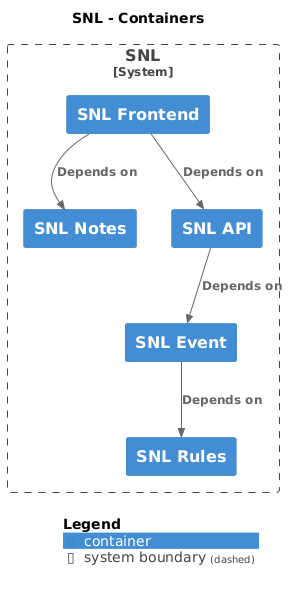 SNL - Containers
SNL
[System]
SNL Frontend
Depends on
Depends on
SNL Notes
SNL API
Depends on
SNL Event
Depends on
SNL Rules
Legend
container
system boundary (dashed)